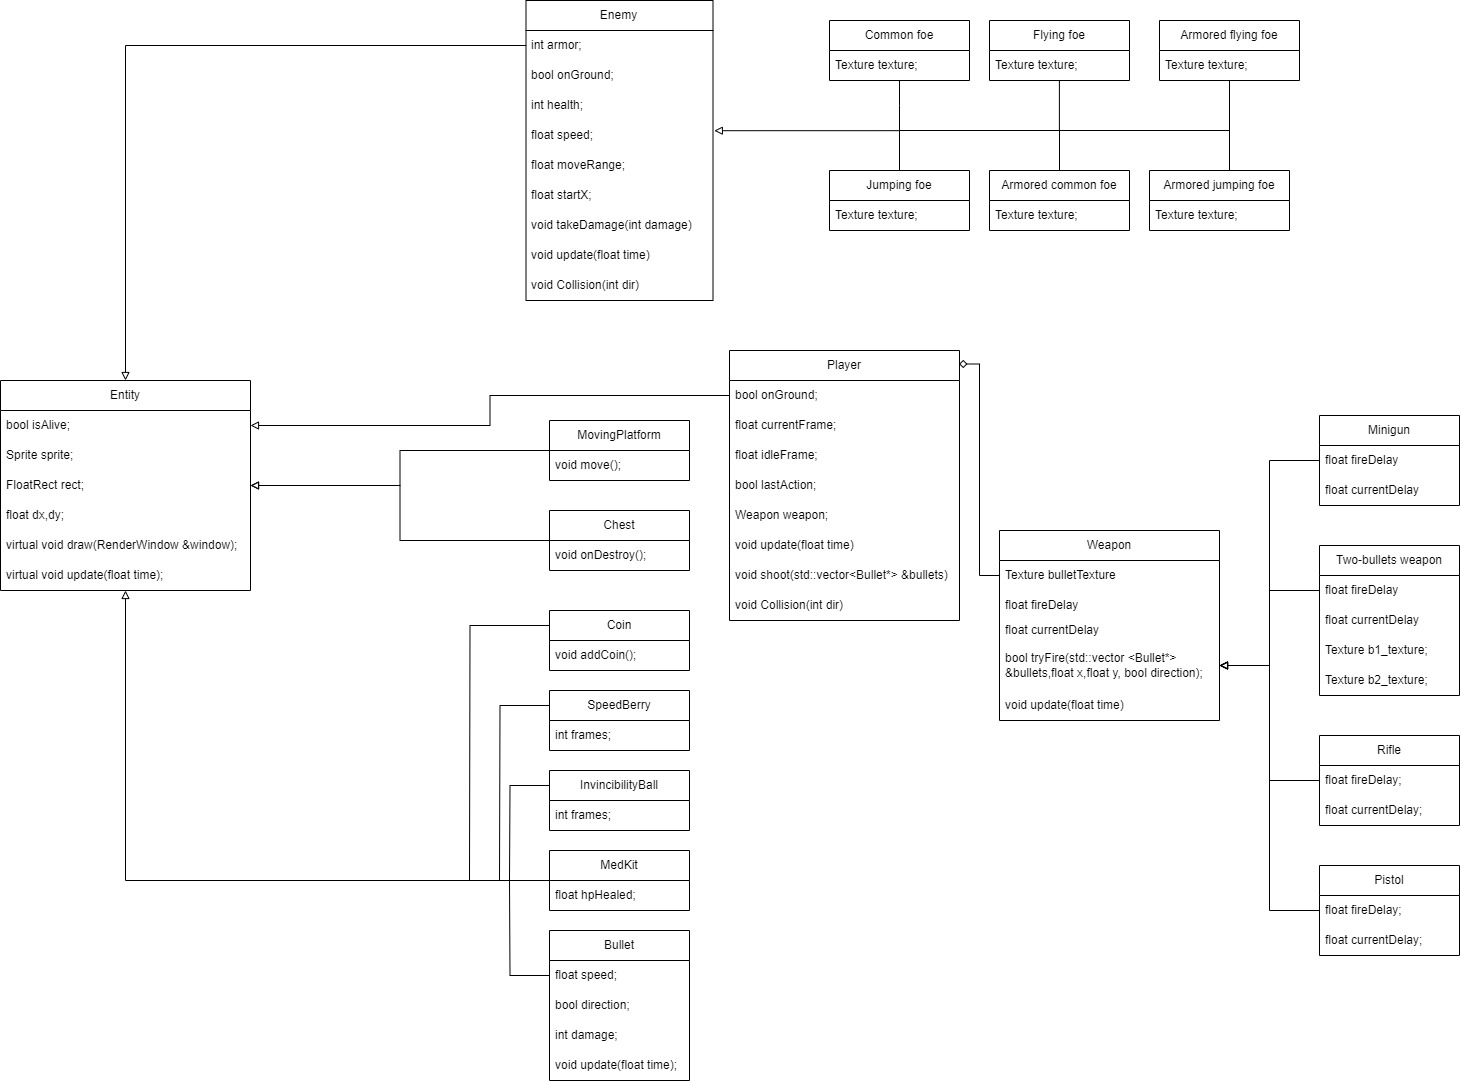 Enemy
int armor;
bool onGround;
int health;
float speed;
float moveRange;
float startX;
void takeDamage(int damage)
void update(float time)
void Collision(int dir)
Common foe
Texture texture;
Flying foe
Texture texture;
Armored flying foe
Texture texture;
Jumping foe
Texture texture;
Armored common foe
Texture texture;
Armored jumping foe
Texture texture;
Entity
bool isAlive;
Sprite sprite;
FloatRect rect;
float dx,dy;
virtual void draw(RenderWindow &window);
virtual void update(float time);
MovingPlatform
void move();
Chest
void onDestroy();
Coin
void addCoin();
SpeedBerry
int frames;
InvincibilityBall
int frames;
MedKit
float hpHealed;
Bullet
float speed;
bool direction;
int damage;
void update(float time);
Player
bool onGround;
float currentFrame;
float idleFrame;
bool lastAction;
Weapon weapon;
void update(float time)
void shoot(std::vector<Bullet*> &bullets)
void Collision(int dir)
Weapon
Texture bulletTexture
float fireDelay
float currentDelay
bool tryFire(std::vector <Bullet*>
&bullets,float x,float y, bool direction);
void update(float time)
Minigun
float fireDelay
float currentDelay
Two-bullets weapon
float fireDelay
float currentDelay
Texture b1_texture;
Texture b2_texture;
Rifle
float fireDelay;
float currentDelay;
Pistol
float fireDelay;
float currentDelay;